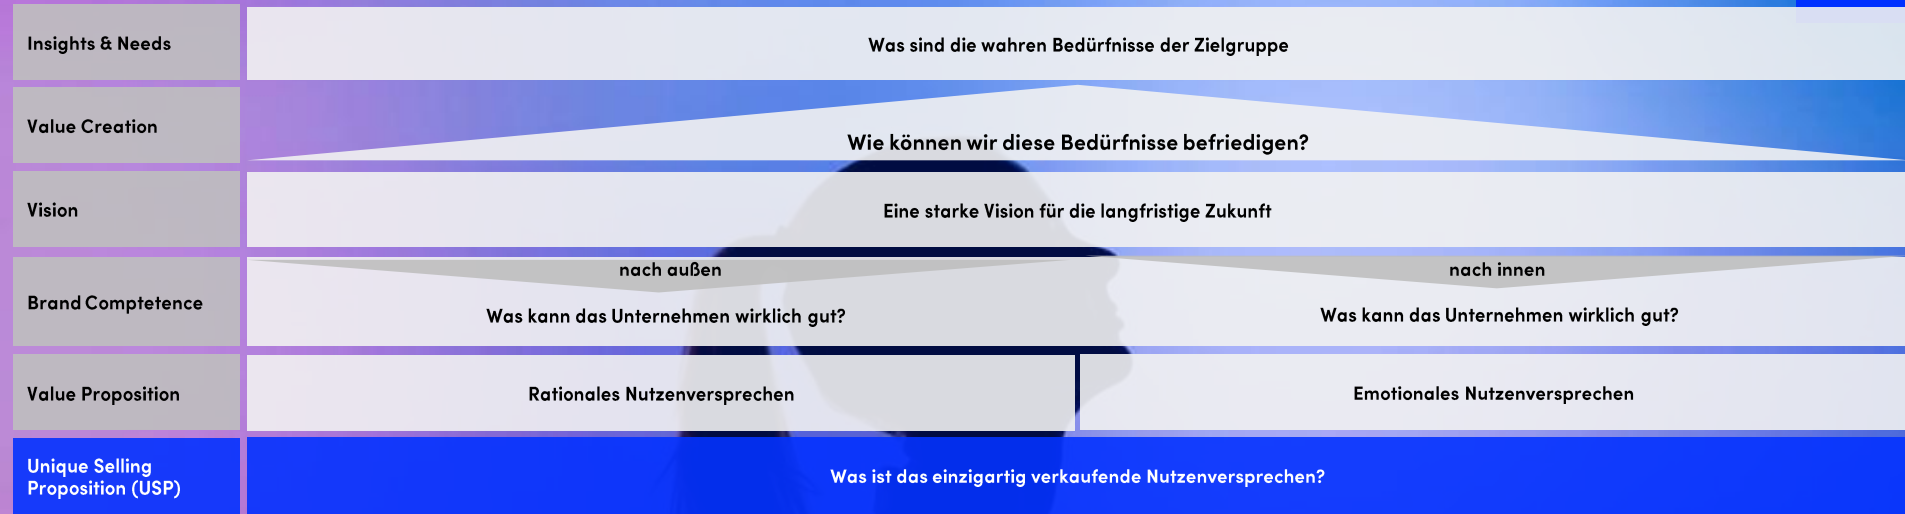 Insights & Needs
Was sind die wahren Bedürfnisse der Zielgruppe
Value Creation
Wie können wir diese Bedürfnisse befriedigen?
Vision
Eine starke Vision für die langfristige Zukunft
Brand Comptetence
nach außen
Was kann das Unternehmen wirklich gut?
nach innen
Was kann das Unternehmen wirklich gut?
Value Proposition
Rationales Nutzenversprechen
Emotionales Nutzenversprechen
Unique Selling
Proposition (USP)
Was ist das einzigartig verkaufende Nutzenversprechen?